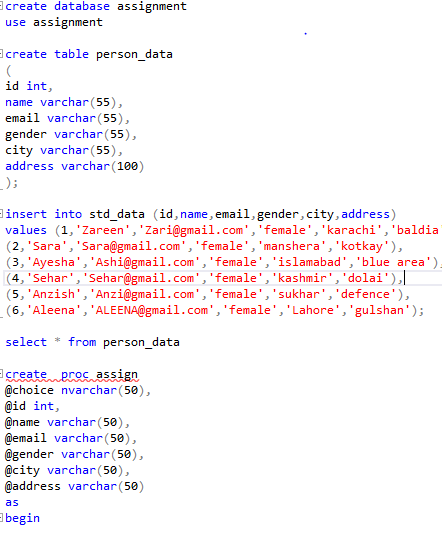 create database assignment
use assignment
create table person_data
(
id int,
name varchar(55),
email varchar(55),
gender varchar(55),
city varchar(55),
address varchar(100)
);
insert into std_data (id,name,email,gender,city,address)
values (1,'Zareen','Zari@gmail.com','female','karachi','baldia
(2,'Sara','Sara@gmail.com','female','manshera','kotkay'),
(3,'Ayesha','Ashi@gmail.com','female','islamabad','blue area'),
(4,'Sehar','Sehar@gmail.com','female','kashmir','dolai'),
(5,'Anzish','Anzi@gmail.com','female','sukhar','defence'),
(6,'Aleena','ALEENA@gmail.com','female','Lahore','gulshan');
select * from person_data
create  proc assign
@choice nvarchar(50),
@id int,
@name varchar(50),
@email varchar(50),
@gender varchar(50),
@city varchar(50),
@address varchar(50)
as
begin